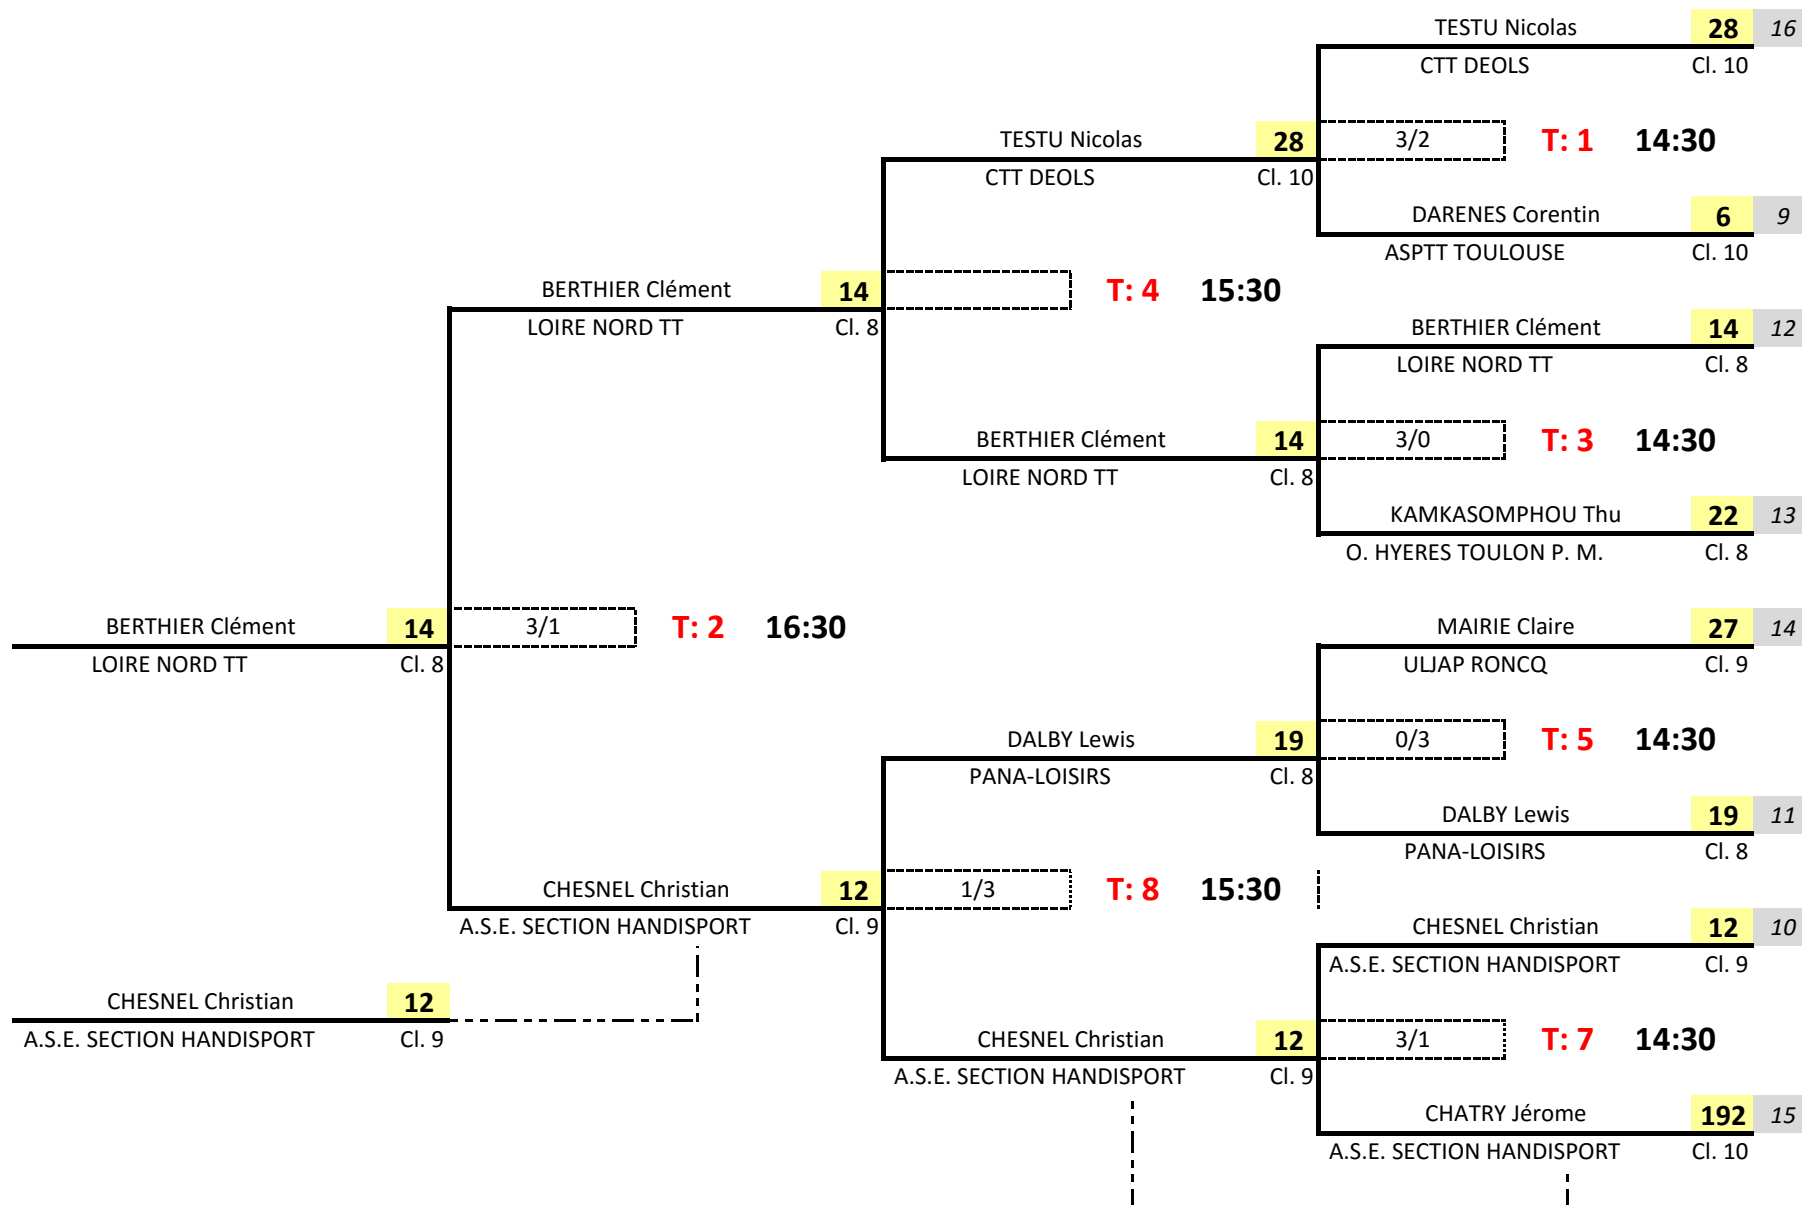 TESTU Nicolas 28 16
CTT DEOLS Cl. 10
TESTU Nicolas 28 3/2 T: 1 14:30
CTT DEOLS Cl. 10
DARENES Corentin 6 9
ASPTT TOULOUSE Cl. 10
BERTHIER Clément 14 T: 4 15:30
LOIRE NORD TT Cl. 8
BERTHIER Clément 14 12
LOIRE NORD TT Cl. 8
BERTHIER Clément 14 3/0 T: 3 14:30
LOIRE NORD TT Cl. 8
KAMKASOMPHOU Thu 22 13
O. HYERES TOULON P. M. Cl. 8
BERTHIER Clément 14 3/1 T: 2 16:30
LOIRE NORD TT Cl. 8
MAIRIE Claire 27 14
ULJAP RONCQ Cl. 9
DALBY Lewis 19 0/3 T: 5 14:30
PANA-LOISIRS Cl. 8
DALBY Lewis 19 11
PANA-LOISIRS Cl. 8
CHESNEL Christian 12 1/3 T: 8 15:30
A.S.E. SECTION HANDISPORT Cl. 9
CHESNEL Christian 12 10
A.S.E. SECTION HANDISPORT Cl. 9
CHESNEL Christian 12
A.S.E. SECTION HANDISPORT Cl. 9
CHESNEL Christian 12 3/1 T: 7 14:30
A.S.E. SECTION HANDISPORT Cl. 9
CHATRY Jérome 192 15
A.S.E. SECTION HANDISPORT Cl. 10